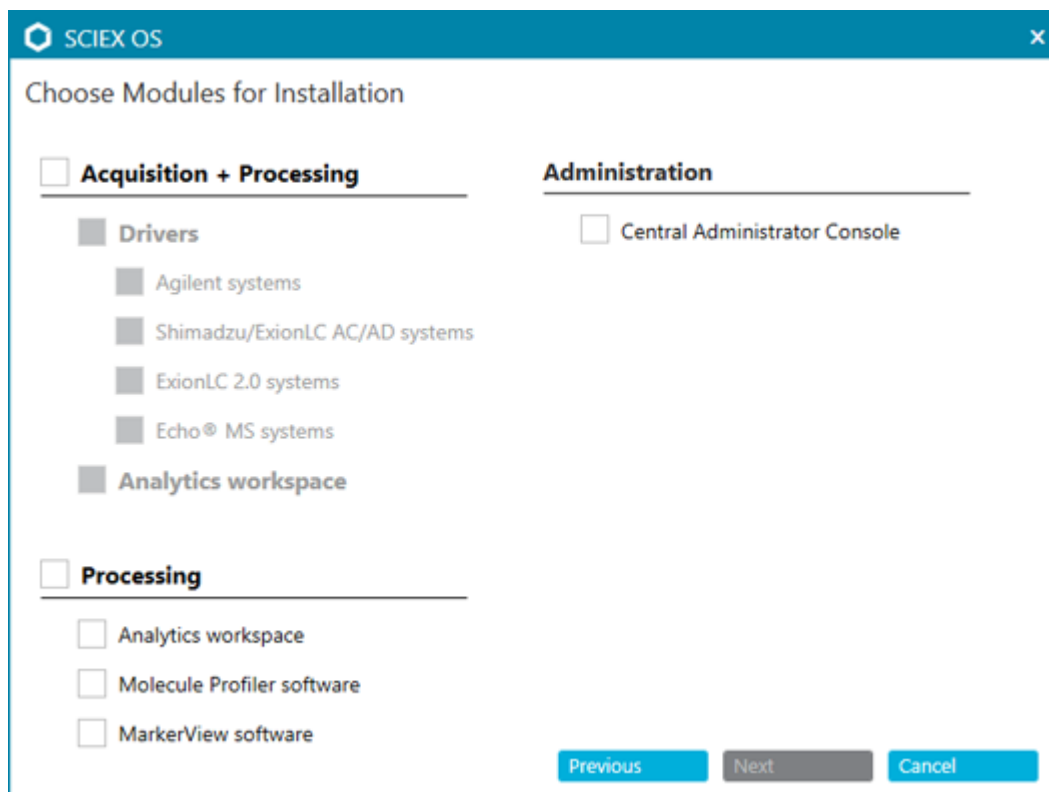 SCIEX OS
Choose Modules for Installation
Acquisition + Processing
Drivers
Agilent systems
Shimadzu/ExionLC AC/AD systems
ExionLC 2.0 systems
Echo® MS systems
Analytics workspace
Processing
Analytics workspace
Molecule Profiler software
MarkerView software
Administration
Central Administrator Console
Previous Next Cancel